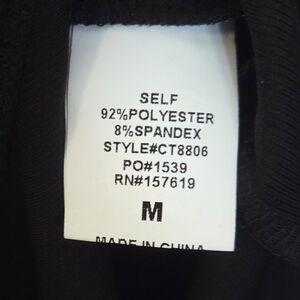 SELF
92%POLYESTER
8%SPANDEX
STYLE#CT8806
PO#1539
RN#157619
M
MADE IN CHINA